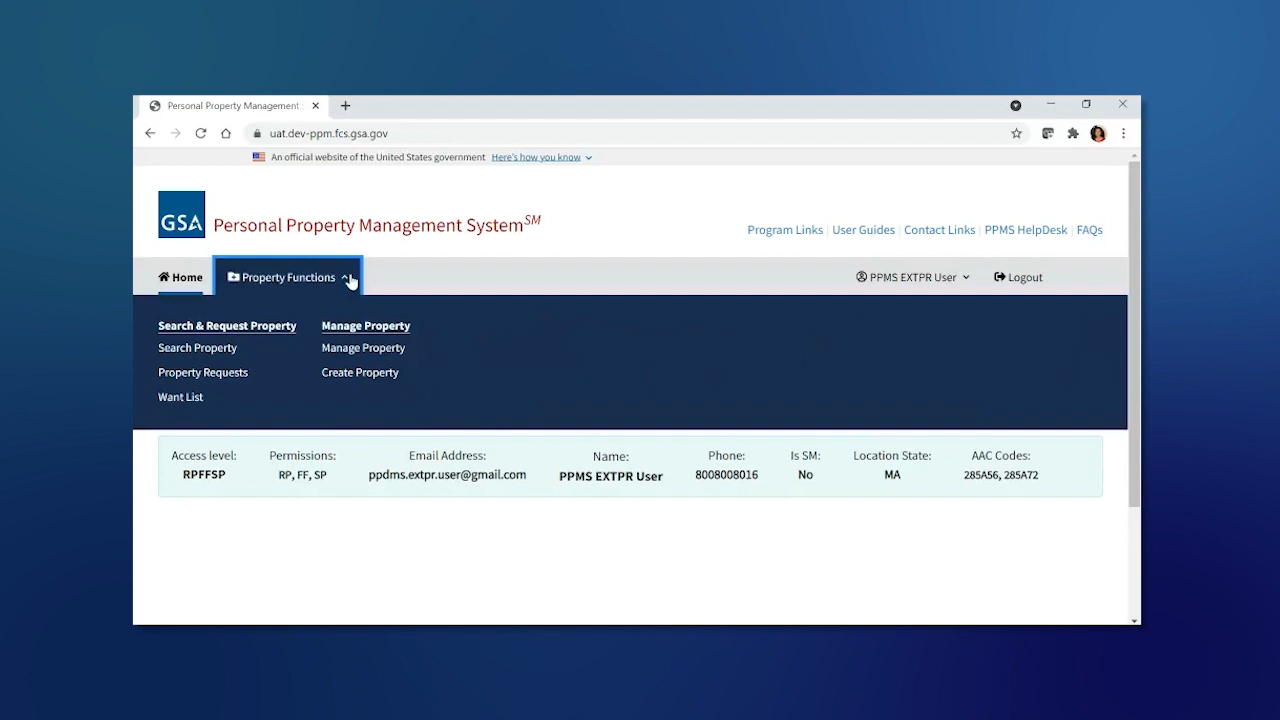 Personal Property Management
uat.dev-ppm.fcs.gsa.gov
An official website of the United States government Here's how you know
GSA Personal Property Management System SM
Program Links | User Guides | Contact Links | PPMS HelpDesk | FAQs
Home Property Functions PPMS EXTPR User Logout
Search & Request Property Manage Property
Search Property Manage Property
Property Requests Create Property
Want List
Access level: Permissions: Email Address: Name: Phone: Is SM: Location State: AAC Codes:
RPFFSP RP, FF, SP ppdms.extpr.user@gmail.com PPMS EXTPR User 8008008016 No MA 285A56, 285A72